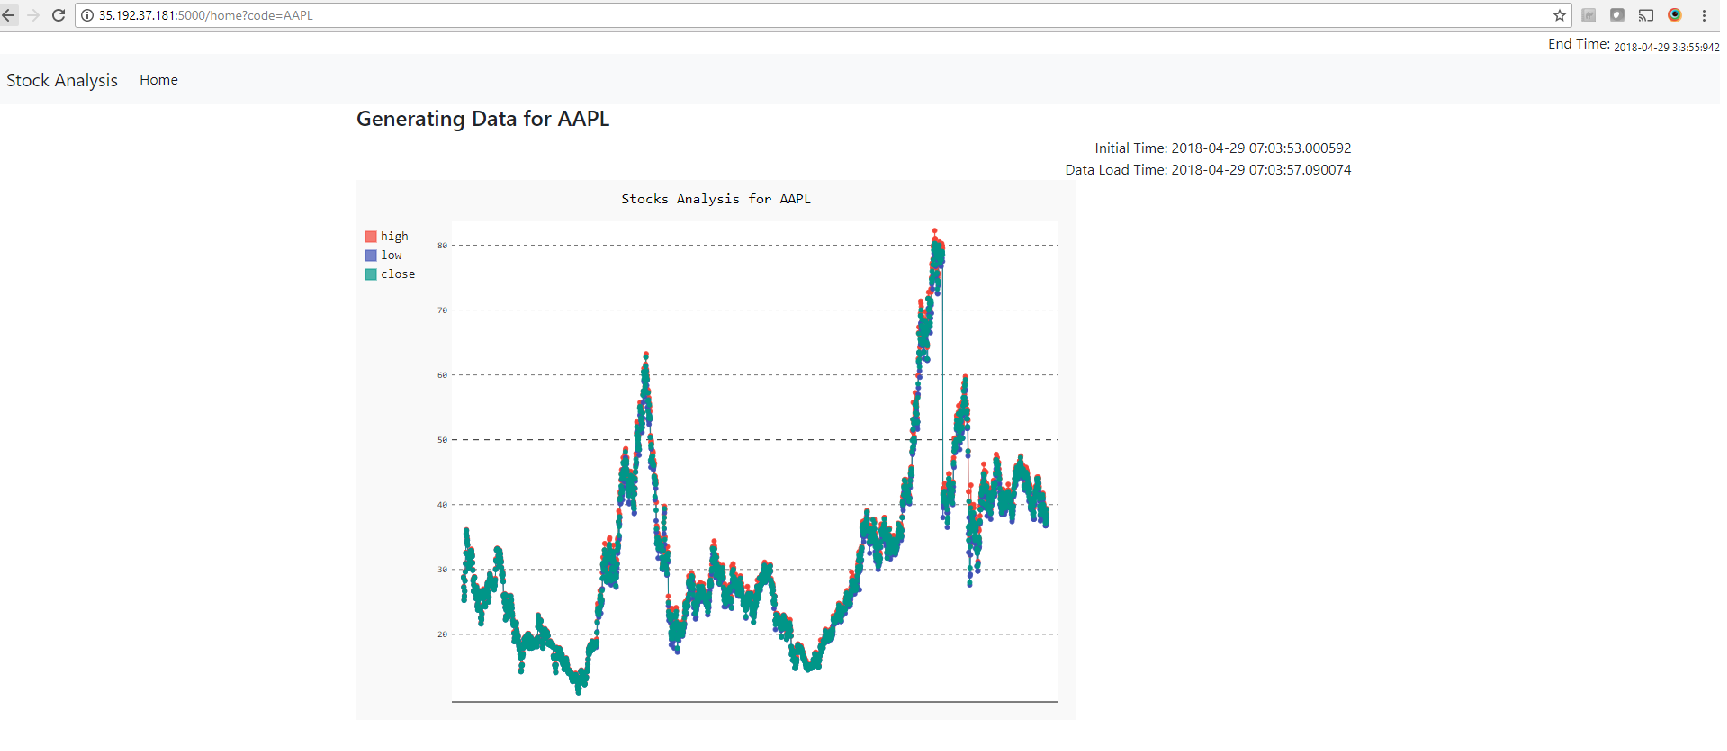 35.192.37.181:5000/home?code=AAPL
End Time: 2018-04-29 3:3:55:942
Stock Analysis Home
Generating Data for AAPL
Initial Time: 2018-04-29 07:03:53.000592
Data Load Time: 2018-04-29 07:03:57.090074
Stocks Analysis for AAPL
high
low
close
80
70
60
50
40
30
20